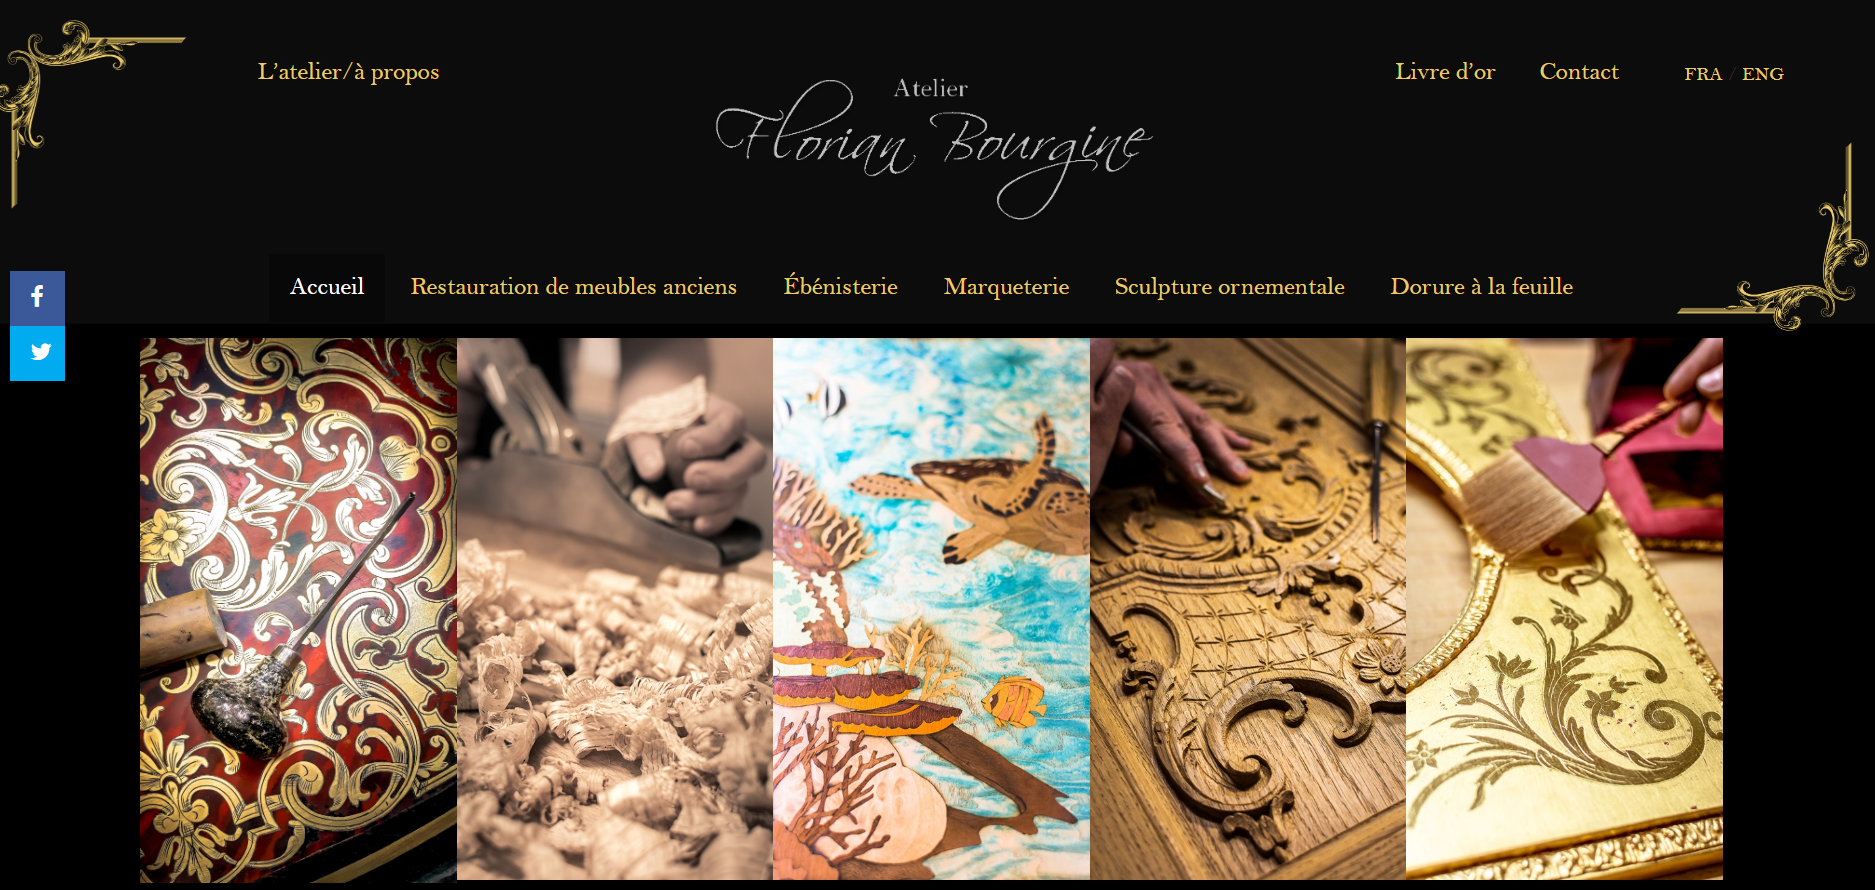 L’atelier/à propos
Atelier
Florian Bourgine
Livre d’or
Contact
FRA / ENG
Accueil
Restauration de meubles anciens
Ébénisterie
Marqueterie
Sculpture ornementale
Dorure à la feuille